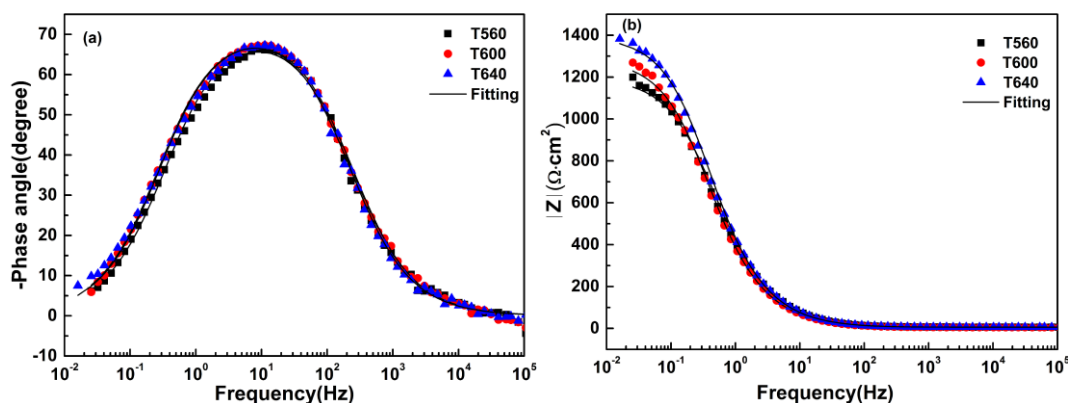 (a)
T560
T600
T640
Fitting
-Phase angle(degree)
70
60
50
40
30
20
10
0
-10
10⁻²
10⁻¹
10⁰
10¹
10²
10³
10⁴
10⁵
Frequency(Hz)
(b)
T560
T600
T640
Fitting
|Z| (Ω·cm²)
1400
1200
1000
800
600
400
200
0
10⁻²
10⁻¹
10⁰
10¹
10²
10³
10⁴
10⁵
Frequency(Hz)